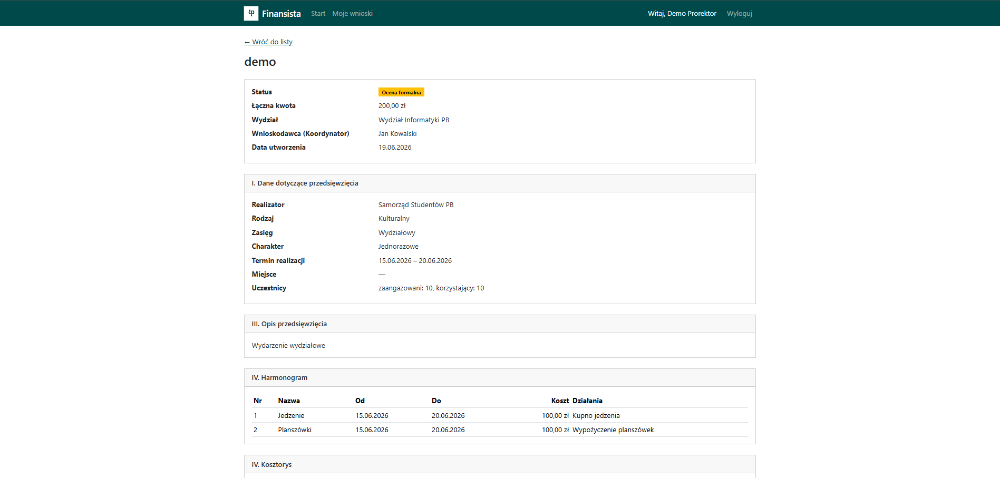 Finansista Start Moje wnioski Witaj, Demo Prorektor Wyloguj
← Wróć do listy
demo
Status Ocena formalna
Łączna kwota 200,00 zł
Wydział Wydział Informatyki PB
Wnioskodawca (Koordynator) Jan Kowalski
Data utworzenia 19.06.2026
I. Dane dotyczące przedsięwzięcia
Realizator Samorząd Studentów PB
Rodzaj Kulturalny
Zasięg Wydziałowy
Charakter Jednorazowe
Termin realizacji 15.06.2026 – 20.06.2026
Miejsce —
Uczestnicy zaangażowani: 10, korzystający: 10
III. Opis przedsięwzięcia
Wydarzenie wydziałowe
IV. Harmonogram
Nr Nazwa Od Do Koszt Działania
1 Jedzenie 15.06.2026 20.06.2026 100,00 zł Kupno jedzenia
2 Planszówki 15.06.2026 20.06.2026 100,00 zł Wypożyczenie planszówek
IV. Kosztorys